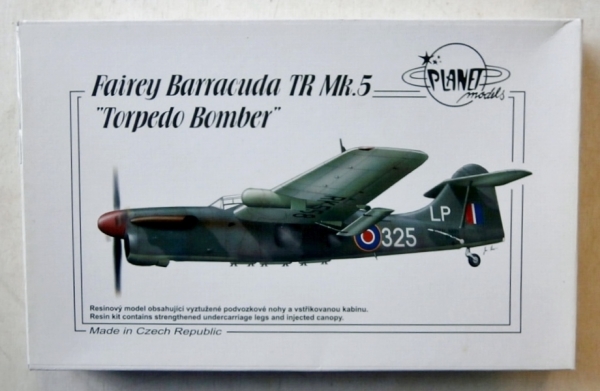 Fairey Barracuda TR Mk.5
"Torpedo Bomber"
PLANET
models
LP
325
Resinový model obsahující vyztužené podvozkové nohy a vstřikovanou kabinu.
Resin kit contains strengthened undercarriage legs and injected canopy.
Made in Czech Republic